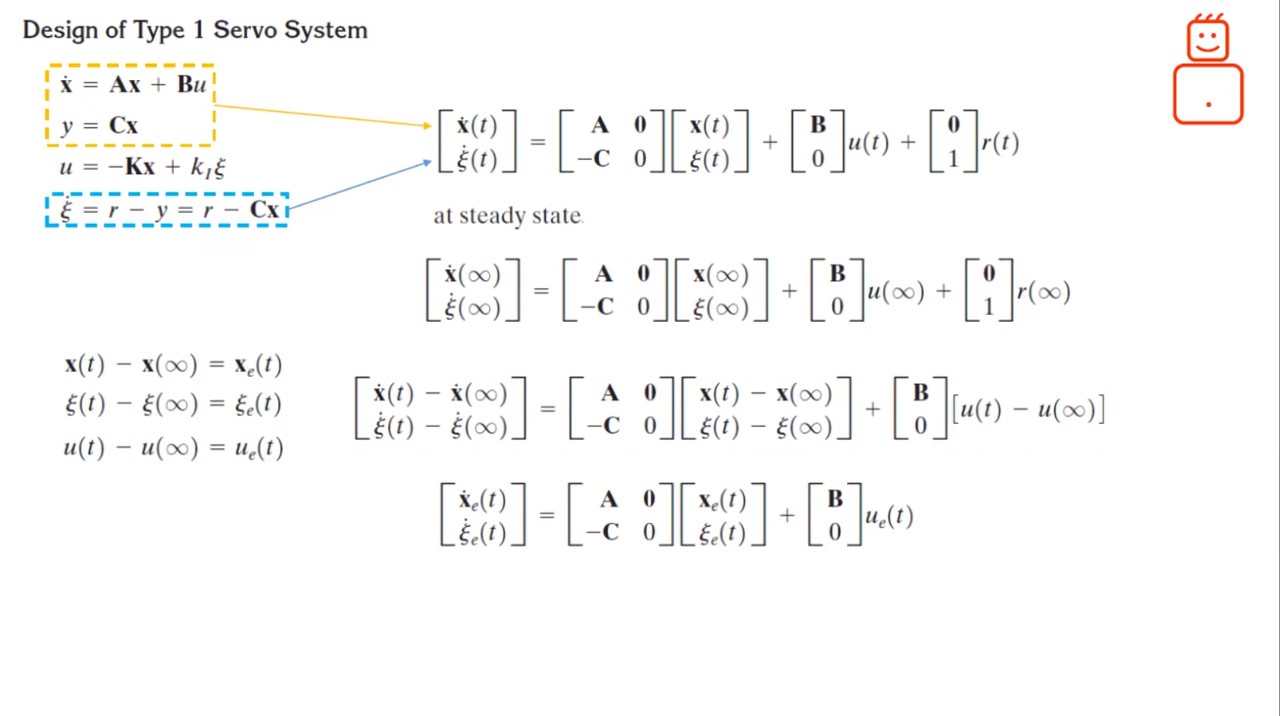 Design of Type 1 Servo System
ẋ = Ax + Bu
y = Cx
u = −Kx + k_I ξ
ξ̇ = r − y = r − Cx
[ẋ(t) ; ξ̇(t)] = [A 0 ; −C 0][x(t) ; ξ(t)] + [B ; 0]u(t) + [0 ; 1]r(t)
at steady state.
[ẋ(∞) ; ξ̇(∞)] = [A 0 ; −C 0][x(∞) ; ξ(∞)] + [B ; 0]u(∞) + [0 ; 1]r(∞)
x(t) − x(∞) = x_e(t)
ξ(t) − ξ(∞) = ξ_e(t)
u(t) − u(∞) = u_e(t)
[ẋ(t) − ẋ(∞) ; ξ̇(t) − ξ̇(∞)] = [A 0 ; −C 0][x(t) − x(∞) ; ξ(t) − ξ(∞)] + [B ; 0][u(t) − u(∞)]
[ẋ_e(t) ; ξ̇_e(t)] = [A 0 ; −C 0][x_e(t) ; ξ_e(t)] + [B ; 0]u_e(t)